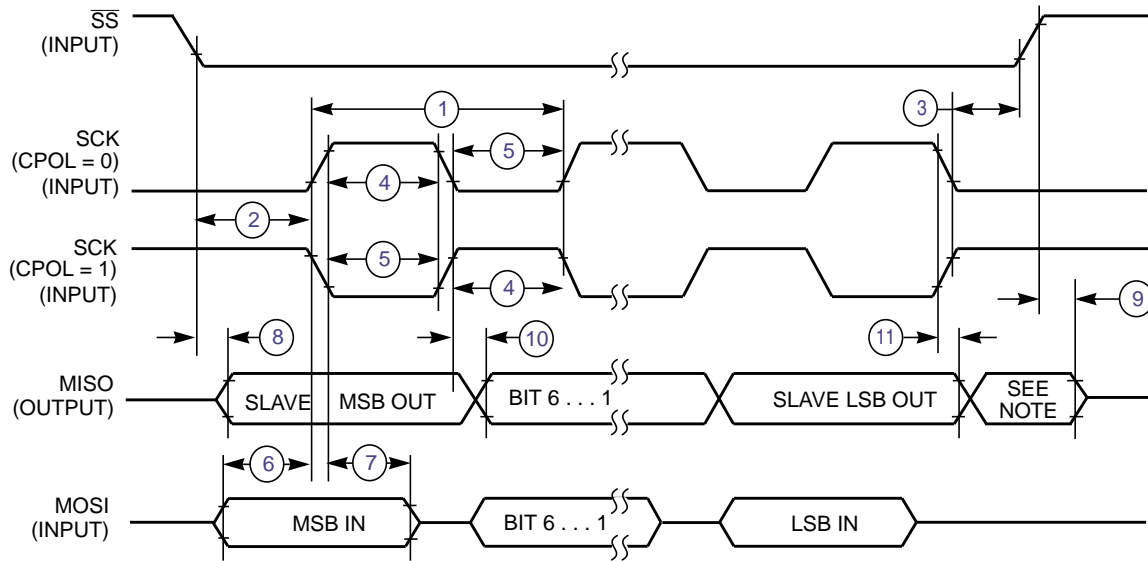 SS
(INPUT)
1
3
SCK
(CPOL = 0)
(INPUT)
5
4
2
SCK
(CPOL = 1)
(INPUT)
5
4
9
8
10
11
MISO
(OUTPUT)
SLAVE MSB OUT
BIT 6 . . . 1
SLAVE LSB OUT
SEE
NOTE
6
7
MOSI
(INPUT)
MSB IN
BIT 6 . . . 1
LSB IN